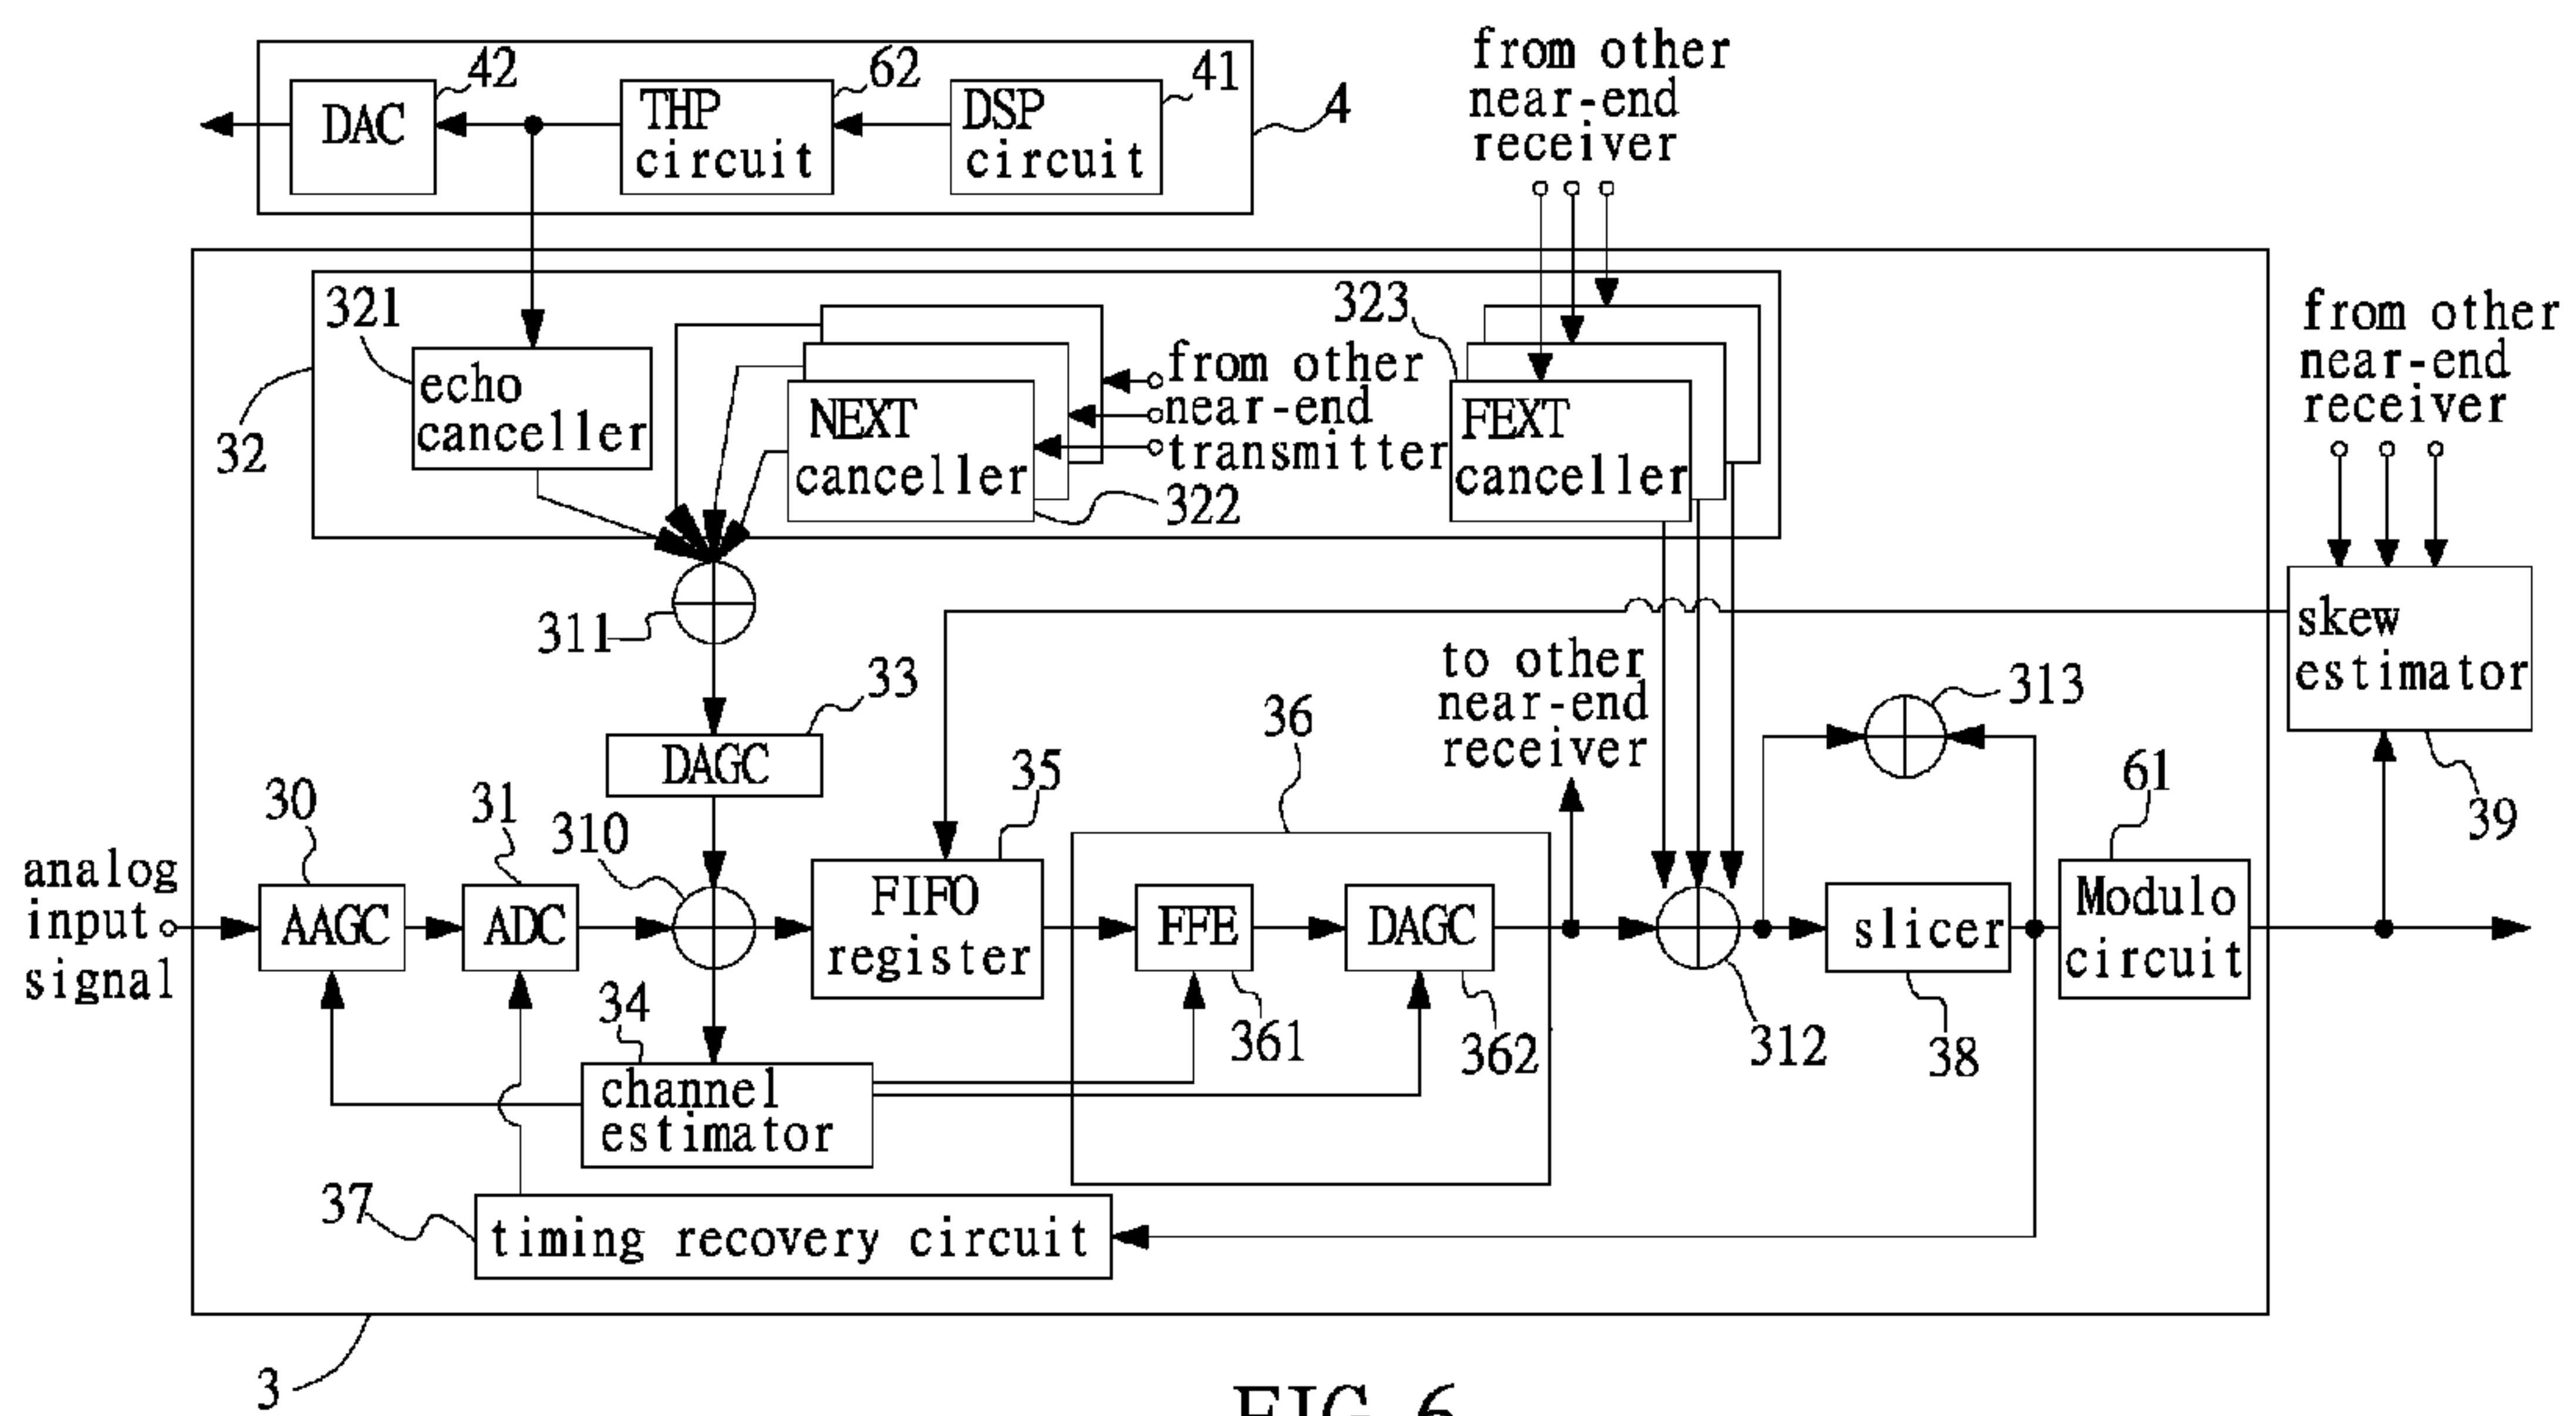 42
62
41
4
DAC
THP
circuit
DSP
circuit
from other
near-end
receiver
321
echo
canceller
32
NEXT
canceller
322
from other
near-end
transmitter
323
FEXT
canceller
from other
near-end
receiver
311
33
DAGC
skew
estimator
39
to other
near-end
receiver
313
36
35
61
30
31
310
analog
input
signal
AAGC
ADC
FIFO
register
FFE
DAGC
slicer
Modulo
circuit
361
362
312
38
34
channel
estimator
37
timing recovery circuit
3
FIG. 6